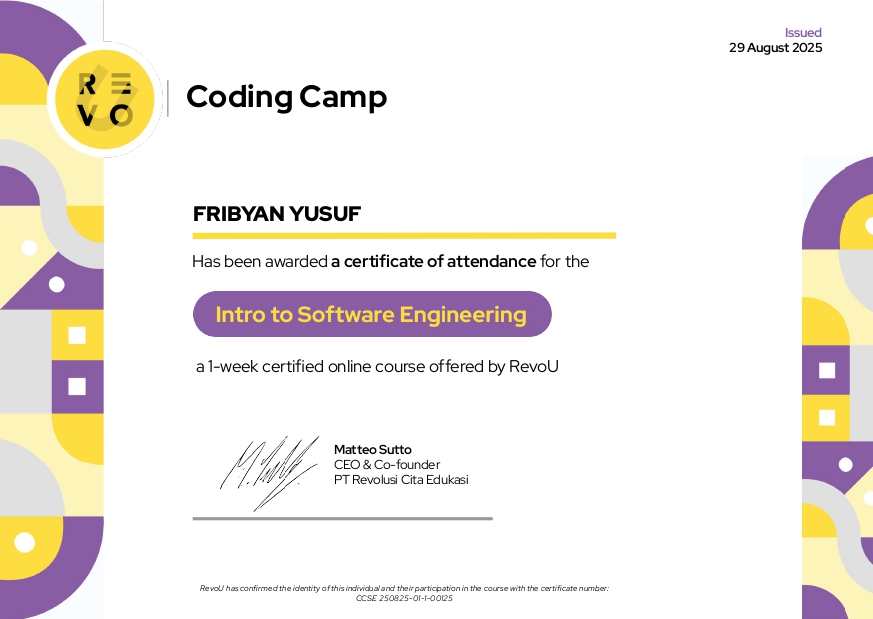 Issued
29 August 2025
RE
VO
Coding Camp
FRIBYAN YUSUF
Has been awarded a certificate of attendance for the
Intro to Software Engineering
a 1-week certified online course offered by RevoU
Matteo Sutto
CEO & Co-founder
PT Revolusi Cita Edukasi
RevoU has confirmed the identity of this individual and their participation in the course with the certificate number:
CCSE 250825-01-1-00125